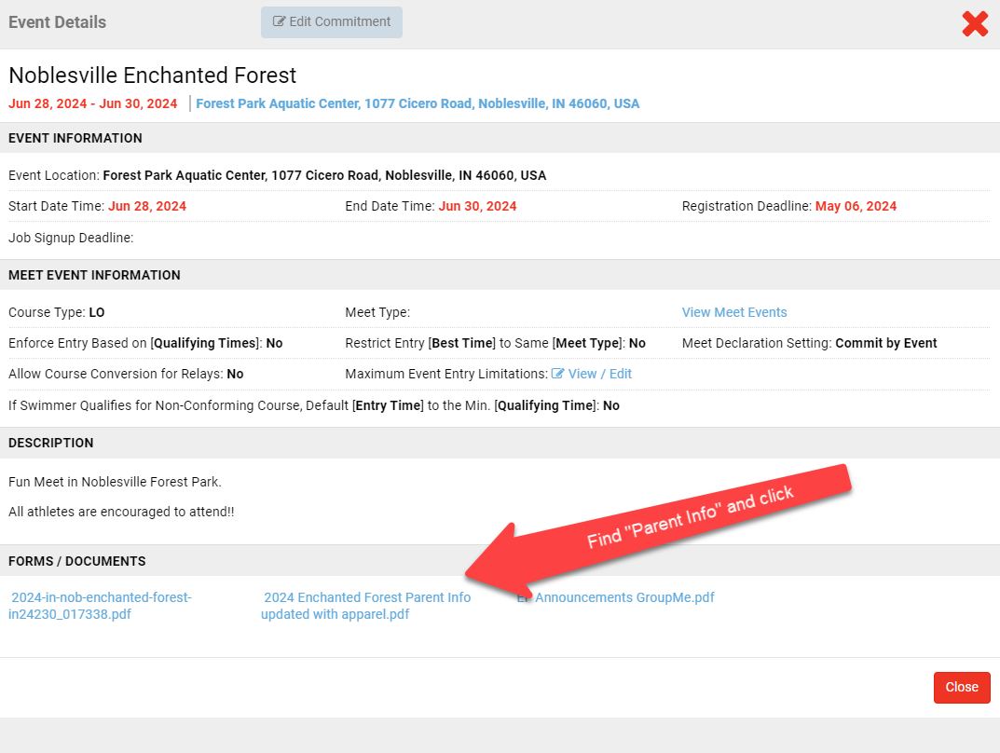 Event Details
Edit Commitment
Noblesville Enchanted Forest
Jun 28, 2024 - Jun 30, 2024 | Forest Park Aquatic Center, 1077 Cicero Road, Noblesville, IN 46060, USA
EVENT INFORMATION
Event Location: Forest Park Aquatic Center, 1077 Cicero Road, Noblesville, IN 46060, USA
Start Date Time: Jun 28, 2024 End Date Time: Jun 30, 2024 Registration Deadline: May 06, 2024
Job Signup Deadline:
MEET EVENT INFORMATION
Course Type: LO Meet Type: View Meet Events
Enforce Entry Based on [Qualifying Times]: No Restrict Entry [Best Time] to Same [Meet Type]: No Meet Declaration Setting: Commit by Event
Allow Course Conversion for Relays: No Maximum Event Entry Limitations: View / Edit
If Swimmer Qualifies for Non-Conforming Course, Default [Entry Time] to the Min. [Qualifying Time]: No
DESCRIPTION
Fun Meet in Noblesville Forest Park.
All athletes are encouraged to attend!!
Find "Parent Info" and click
FORMS / DOCUMENTS
2024-in-nob-enchanted-forest-
in24230_017338.pdf
2024 Enchanted Forest Parent Info
updated with apparel.pdf
EF Announcements GroupMe.pdf
Close